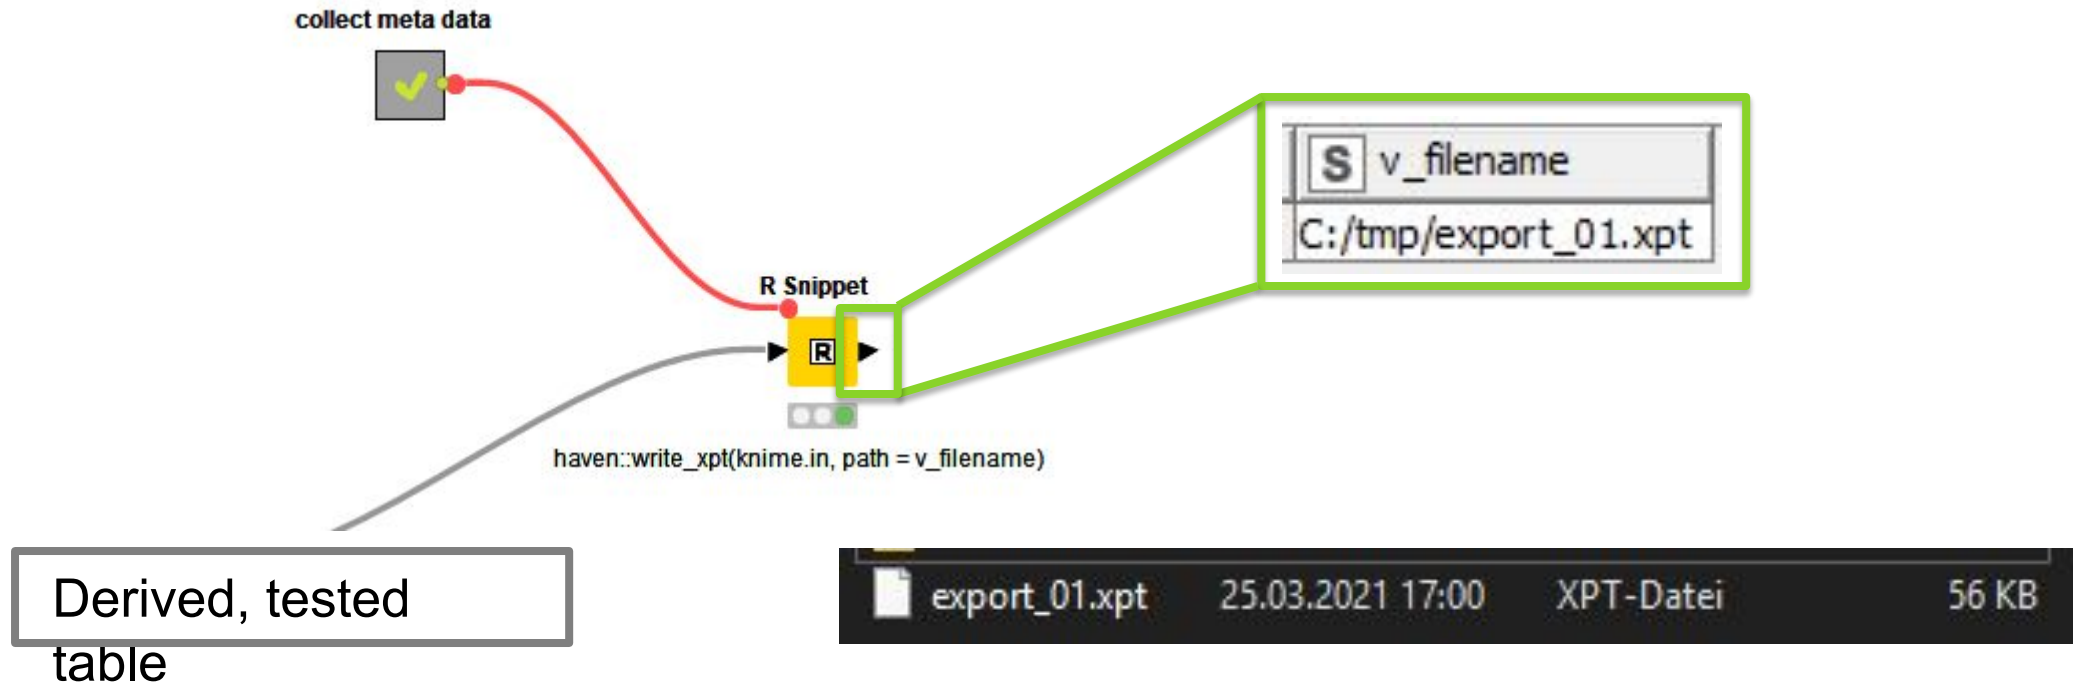 collect meta data
S v_filename
C:/tmp/export_01.xpt
R Snippet
R
haven::write_xpt(knime.in, path = v_filename)
Derived, tested
table
export_01.xpt 25.03.2021 17:00 XPT-Datei 56 KB